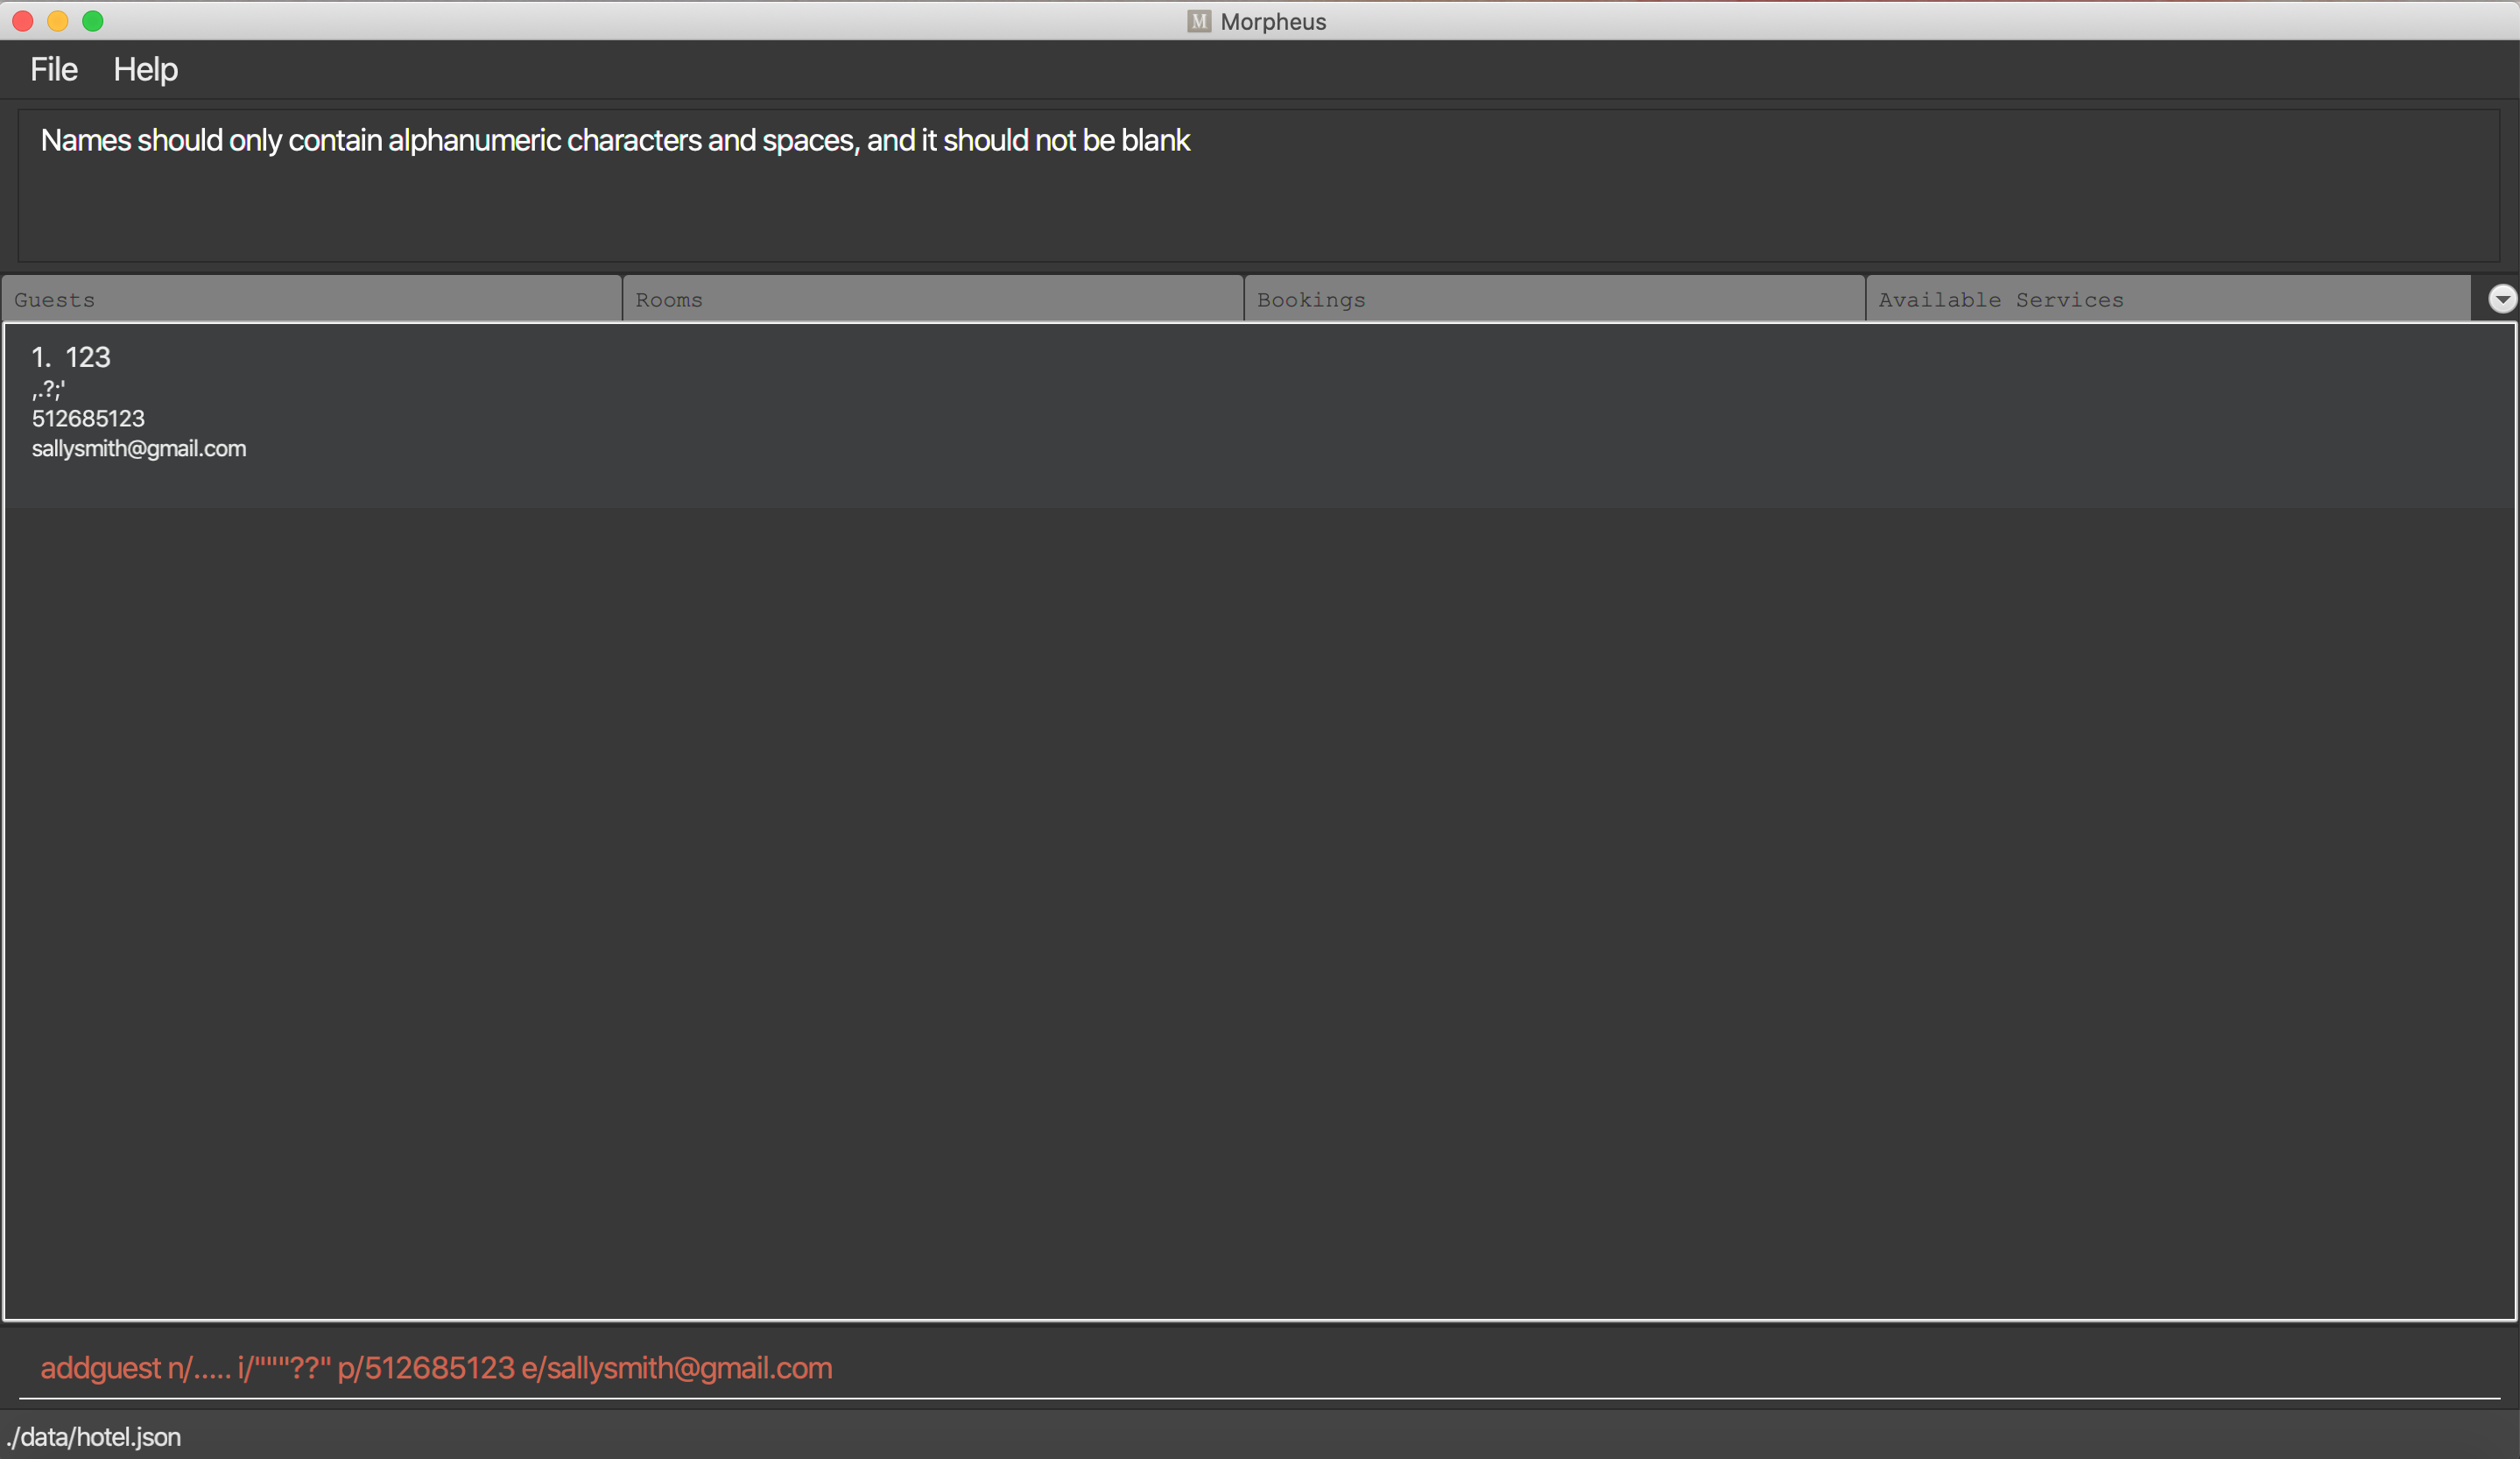 Morpheus
File Help
Names should only contain alphanumeric characters and spaces, and it should not be blank
Guests Rooms Bookings Available Services
1. 123
,.?;'
512685123
sallysmith@gmail.com
addguest n/..... i/"""??" p/512685123 e/sallysmith@gmail.com
./data/hotel.json